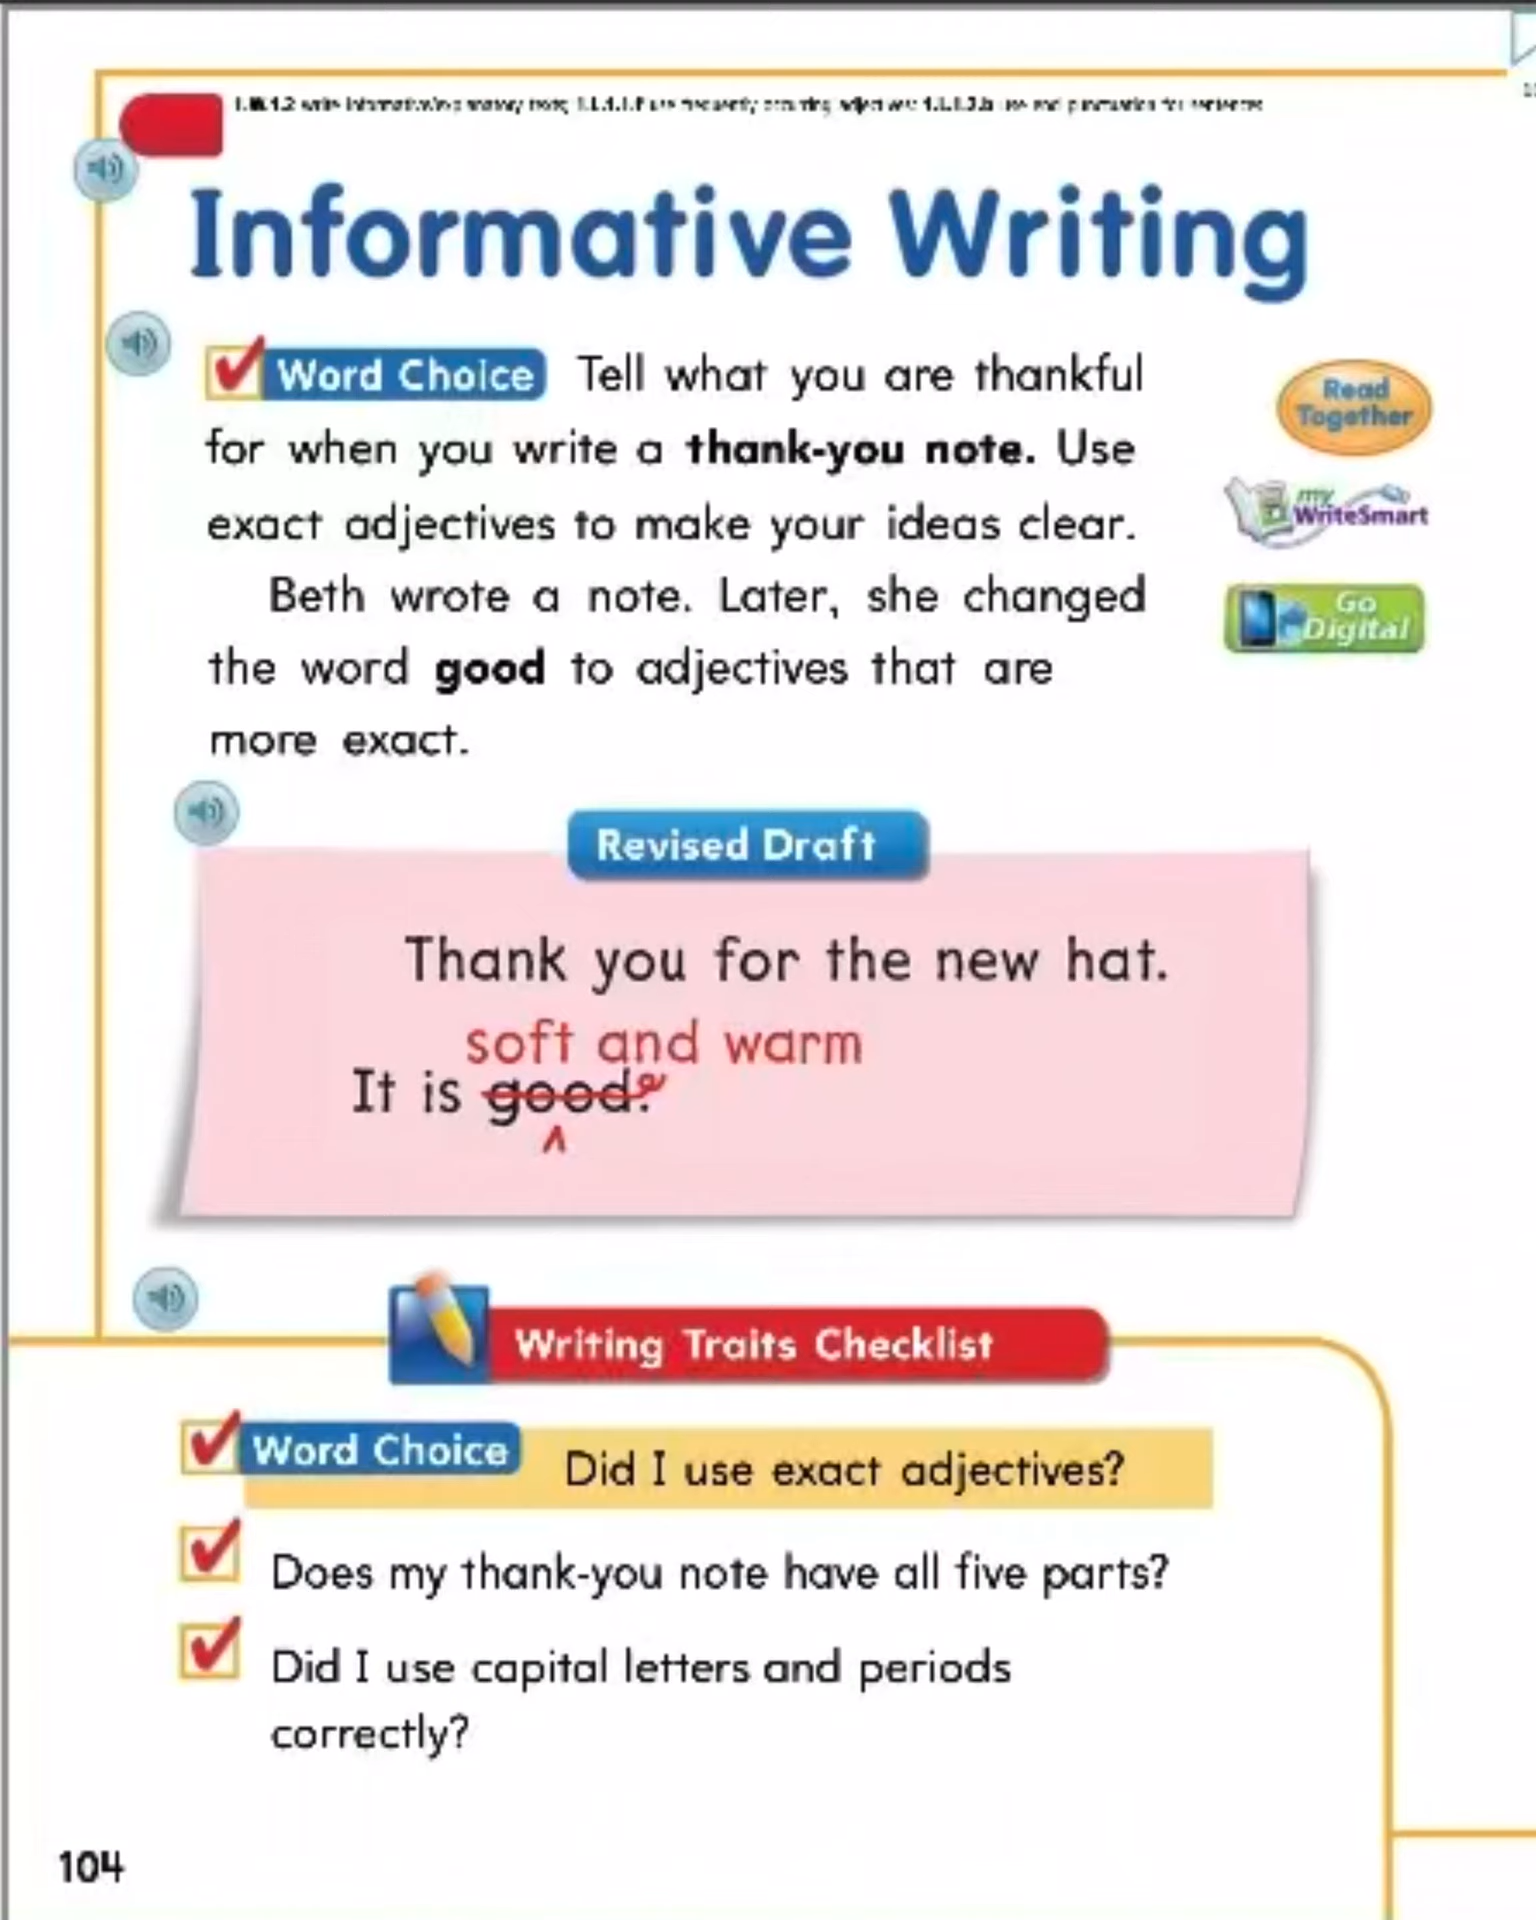 Informative Writing
Word Choice Tell what you are thankful
for when you write a thank-you note. Use
exact adjectives to make your ideas clear.
Beth wrote a note. Later, she changed
the word good to adjectives that are
more exact.
Read
Together
my
WriteSmart
Go
Digital
Revised Draft
Thank you for the new hat.
soft and warm
It is good.
Writing Traits Checklist
Word Choice Did I use exact adjectives?
Does my thank-you note have all five parts?
Did I use capital letters and periods
correctly?
104